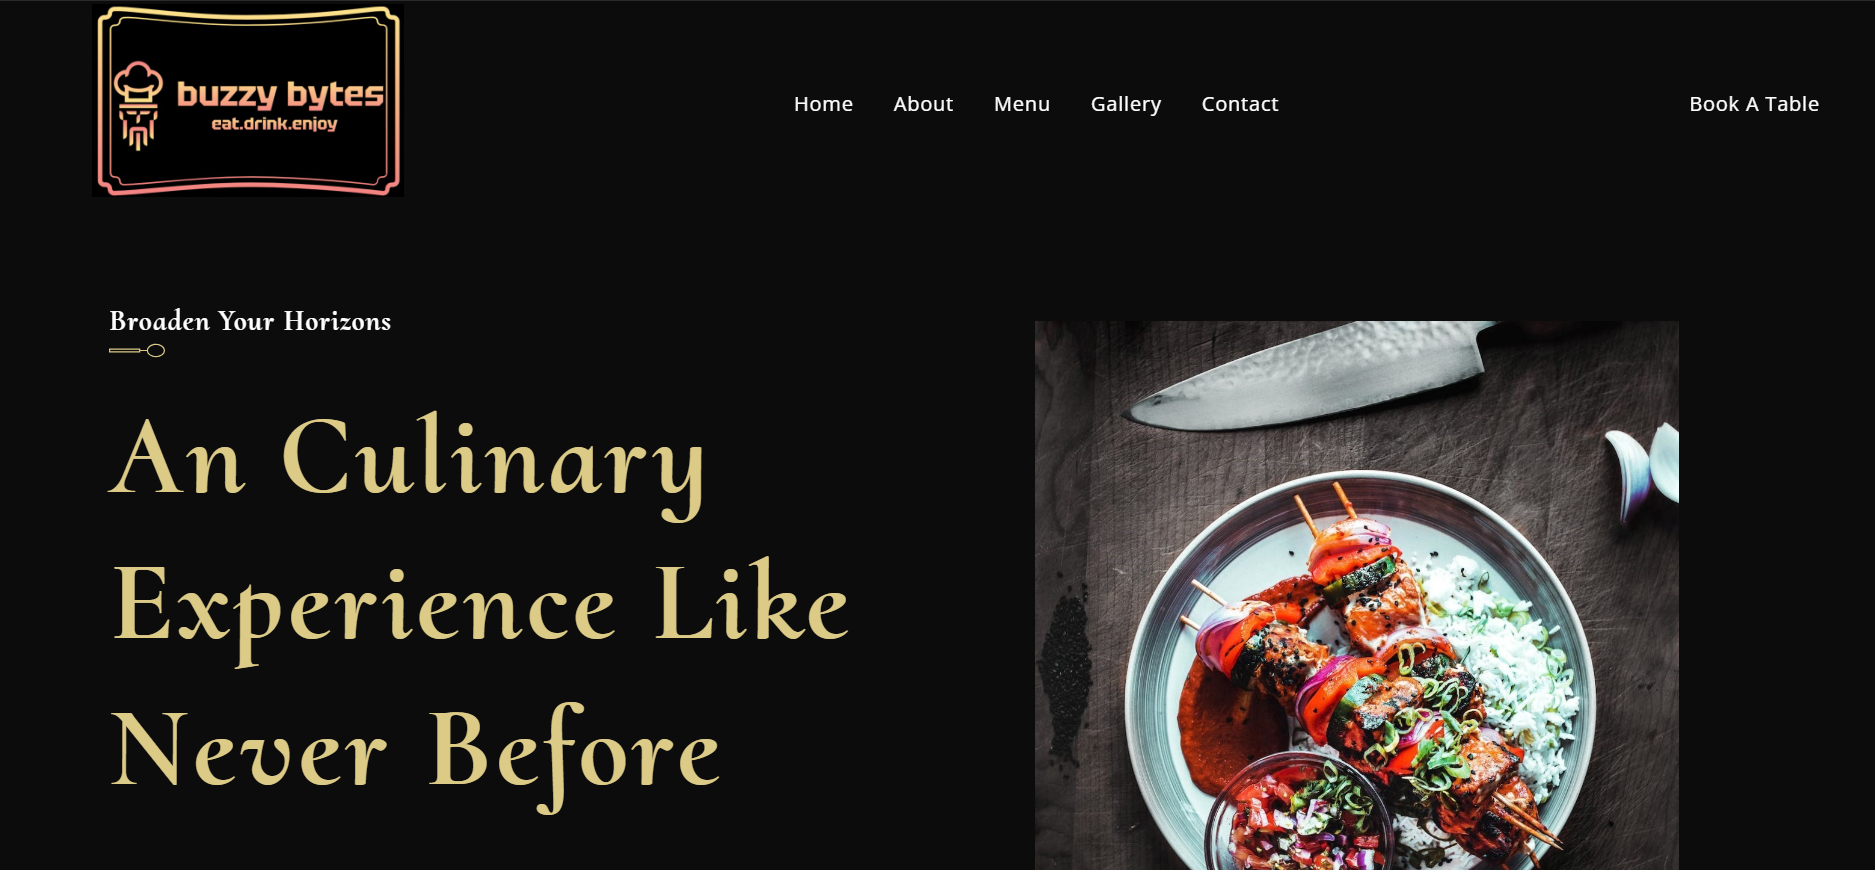 buzzy bytes
eat.drink.enjoy
Home About Menu Gallery Contact Book A Table
Broaden Your Horizons
An Culinary
Experience Like
Never Before